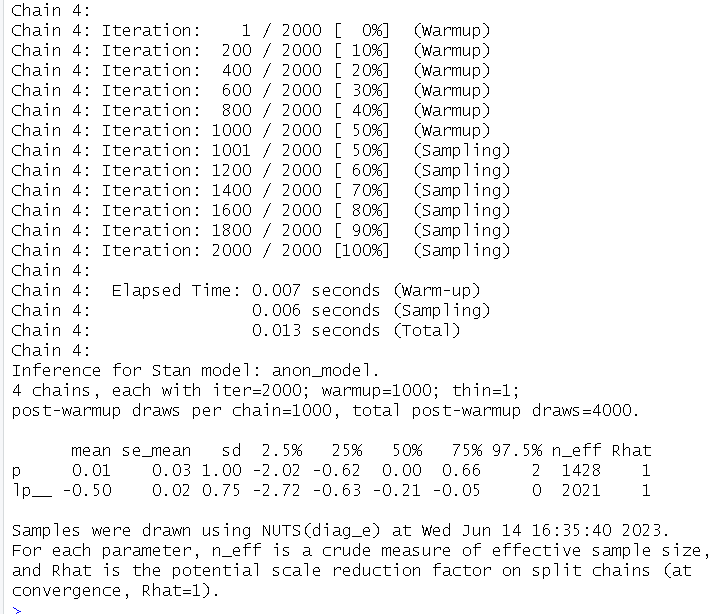 Chain 4:
Chain 4: Iteration:    1 / 2000 [  0%]  (Warmup)
Chain 4: Iteration:  200 / 2000 [ 10%]  (Warmup)
Chain 4: Iteration:  400 / 2000 [ 20%]  (Warmup)
Chain 4: Iteration:  600 / 2000 [ 30%]  (Warmup)
Chain 4: Iteration:  800 / 2000 [ 40%]  (Warmup)
Chain 4: Iteration: 1000 / 2000 [ 50%]  (Warmup)
Chain 4: Iteration: 1001 / 2000 [ 50%]  (Sampling)
Chain 4: Iteration: 1200 / 2000 [ 60%]  (Sampling)
Chain 4: Iteration: 1400 / 2000 [ 70%]  (Sampling)
Chain 4: Iteration: 1600 / 2000 [ 80%]  (Sampling)
Chain 4: Iteration: 1800 / 2000 [ 90%]  (Sampling)
Chain 4: Iteration: 2000 / 2000 [100%]  (Sampling)
Chain 4:
Chain 4:  Elapsed Time: 0.007 seconds (Warm-up)
Chain 4:                0.006 seconds (Sampling)
Chain 4:                0.013 seconds (Total)
Chain 4:
Inference for Stan model: anon_model.
4 chains, each with iter=2000; warmup=1000; thin=1;
post-warmup draws per chain=1000, total post-warmup draws=4000.

      mean se_mean   sd  2.5%   25%   50%   75% 97.5% n_eff Rhat
p     0.01    0.03 1.00 -2.02 -0.62  0.00  0.66     2  1428    1
lp__ -0.50    0.02 0.75 -2.72 -0.63 -0.21 -0.05     0  2021    1

Samples were drawn using NUTS(diag_e) at Wed Jun 14 16:35:40 2023.
For each parameter, n_eff is a crude measure of effective sample size,
and Rhat is the potential scale reduction factor on split chains (at
convergence, Rhat=1).
>